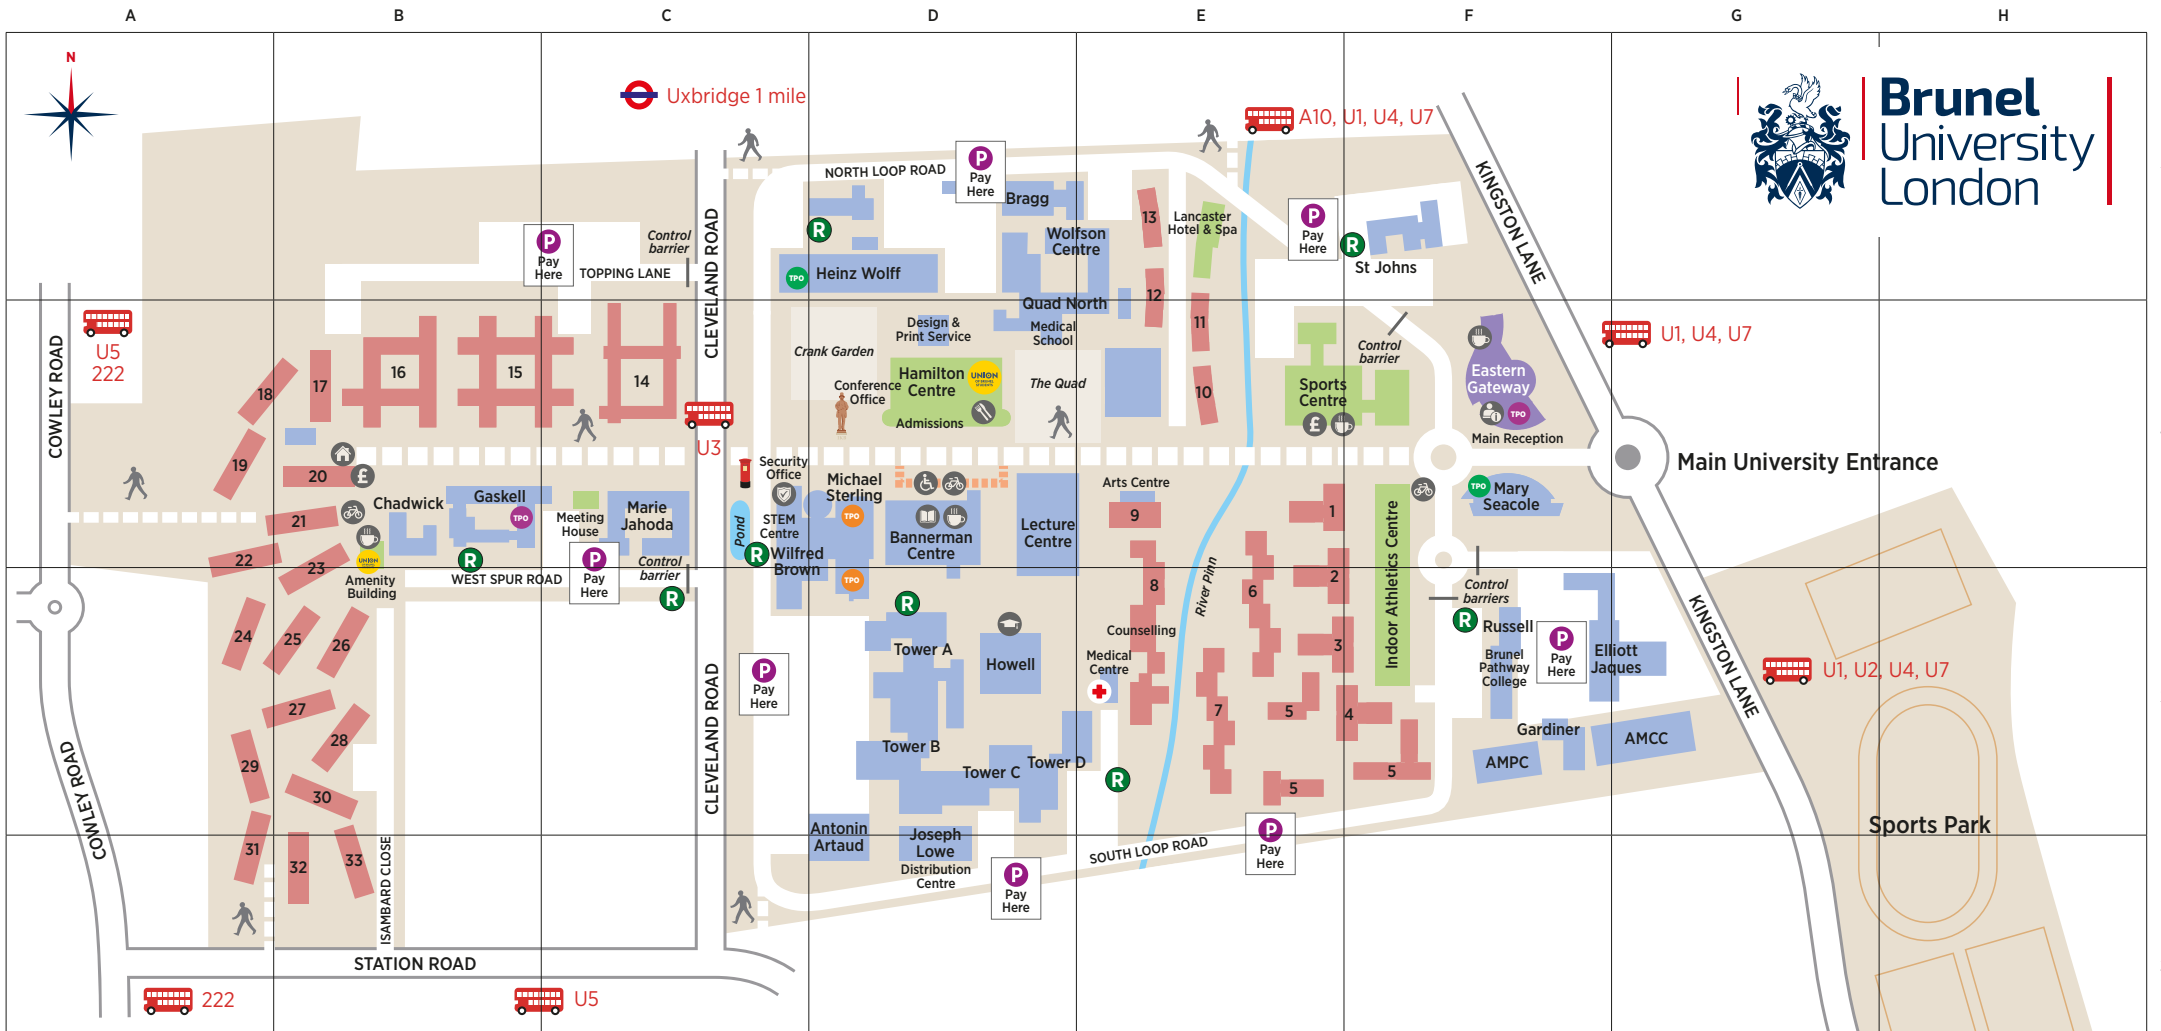 A
B
C
D
E
F
G
H
N
Uxbridge 1 mile
A10, U1, U4, U7
Brunel
University
London
NORTH LOOP ROAD
P
Pay
Here
Bragg
KINGSTON LANE
13
Lancaster
Hotel & Spa
P
Pay
Here
R
St Johns
Wolfson
Centre
R
Control
barrier
P
Pay
Here
TOPPING LANE
CLEVELAND ROAD
TPO
Heinz Wolff
12
Quad North
COWLEY ROAD
U5
222
Design &
Print Service
Medical
School
11
Control
barrier
U1, U4, U7
Crank Garden
18
17
16
15
14
Hamilton
Centre
UNION
The Quad
10
Sports
Centre
Eastern
Gateway
Conference
Office
Admissions
£
TPO
Main Reception
U3
19
20
£
Security
Office
Michael
Sterling
Main University Entrance
Arts Centre
TPO
Mary
Seacole
Chadwick
Gaskell
TPO
Meeting
House
Marie
Jahoda
Pond
STEM
Centre
TPO
Bannerman
Centre
Lecture
Centre
9
1
Indoor Athletics Centre
21
22
23
UNION
Amenity
Building
R
WEST SPUR ROAD
P
Pay
Here
Control
barrier
R
R
Wilfred
Brown
TPO
R
8
River Pinn
6
2
Control
barriers
R
Russell
24
25
26
Tower A
Howell
Counselling
Medical
Centre
3
Brunel
Pathway
College
P
Pay
Here
Elliott
Jaques
KINGSTON LANE
U1, U2, U4, U7
P
Pay
Here
CLEVELAND ROAD
27
28
7
5
4
Gardiner
AMCC
AMPC
COWLEY ROAD
29
30
Tower B
Tower C
Tower D
R
5
5
Sports Park
31
32
33
ISAMBARD CLOSE
Antonin
Artaud
Joseph
Lowe
Distribution
Centre
P
Pay
Here
SOUTH LOOP ROAD
P
Pay
Here
STATION ROAD
222
U5